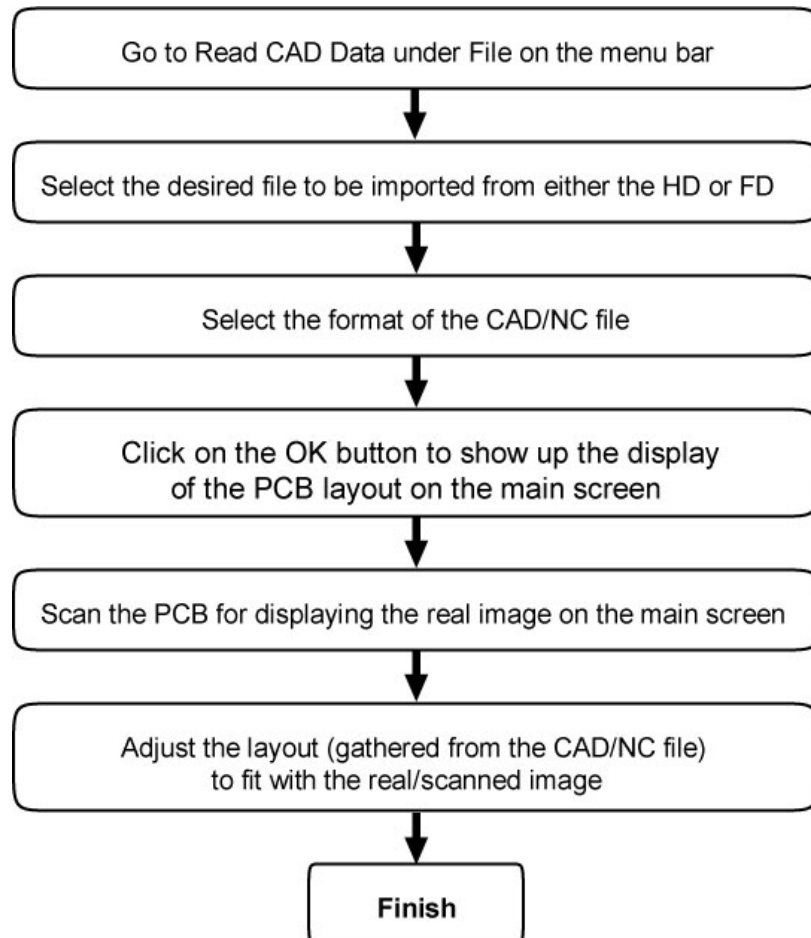 Go to Read CAD Data under File on the menu bar
Select the desired file to be imported from either the HD or FD
Select the format of the CAD/NC file
Click on the OK button to show up the display
of the PCB layout on the main screen
Scan the PCB for displaying the real image on the main screen
Adjust the layout (gathered from the CAD/NC file)
to fit with the real/scanned image
Finish